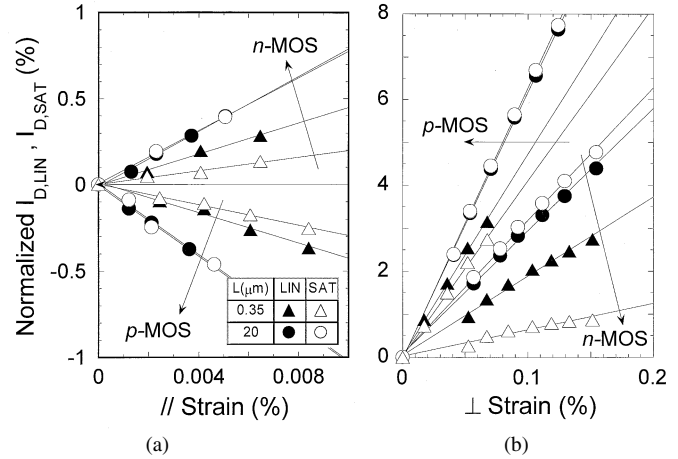 Normalized I_D,LIN , I_D,SAT (%)
1
0.5
0
-0.5
-1
n-MOS
p-MOS
L(μm) LIN SAT
0.35 ▲ △
20 ● ○
0 0.004 0.008
// Strain (%)
(a)
8
6
4
2
0
p-MOS
n-MOS
0 0.1 0.2
⊥ Strain (%)
(b)